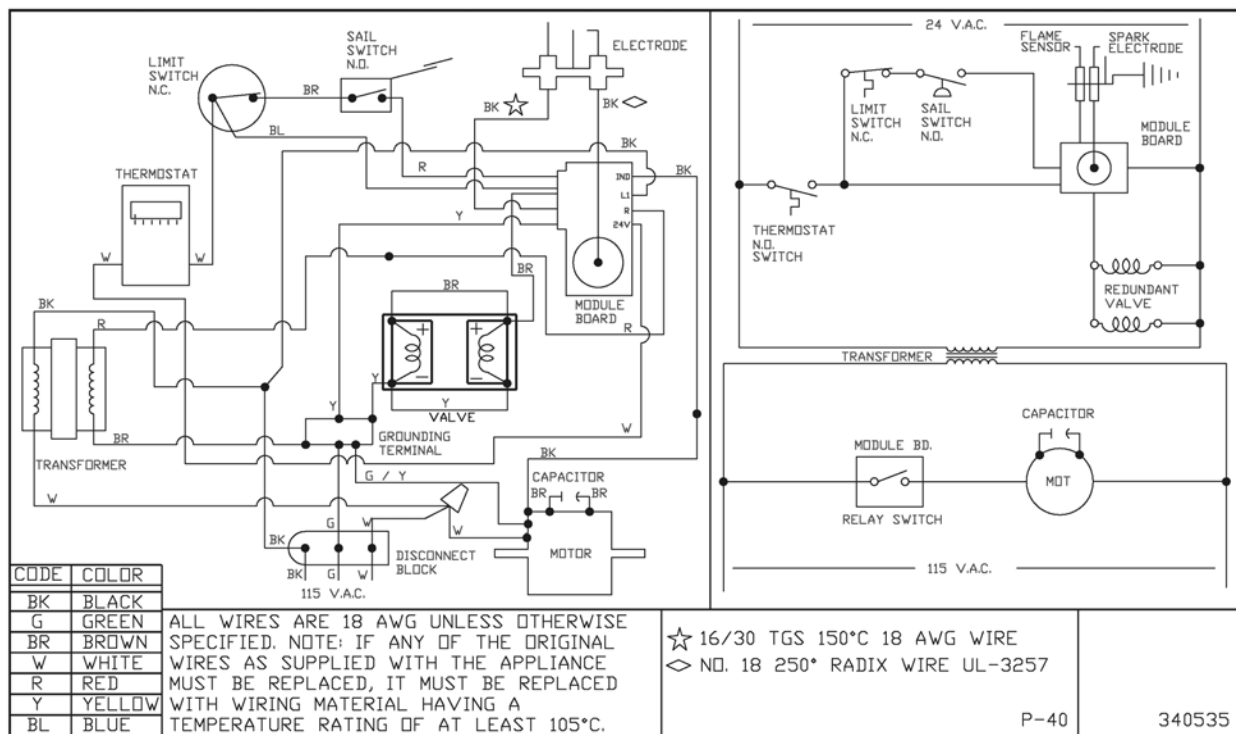 SAIL
SWITCH
N.O.
LIMIT
SWITCH
N.C.
ELECTRODE
BR
BK
BK
BL
BK
THERMOSTAT
R
IND
BK
L1
R
24V
Y
W
W
BR
BK
R
BR
MODULE
BOARD
R
+
+
-
-
Y
Y
VALVE
Y
BR
GROUNDING
TERMINAL
W
TRANSFORMER
G / Y
CAPACITOR
BK
BR
BR
W
G
W
W
BK
DISCONNECT
BLOCK
MOTOR
BK
G
W
115 V.A.C.
24 V.A.C.
FLAME
SENSOR
SPARK
ELECTRODE
LIMIT
SWITCH
N.C.
SAIL
SWITCH
N.O.
MODULE
BOARD
THERMOSTAT
N.O.
SWITCH
REDUNDANT
VALVE
TRANSFORMER
CAPACITOR
MODULE BD.
MOT
RELAY SWITCH
115 V.A.C.
CODE COLOR
BK BLACK
G GREEN
BR BROWN
W WHITE
R RED
Y YELLOW
BL BLUE
ALL WIRES ARE 18 AWG UNLESS OTHERWISE
SPECIFIED. NOTE: IF ANY OF THE ORIGINAL
WIRES AS SUPPLIED WITH THE APPLIANCE
MUST BE REPLACED, IT MUST BE REPLACED
WITH WIRING MATERIAL HAVING A
TEMPERATURE RATING OF AT LEAST 105°C.
16/30 TGS 150°C 18 AWG WIRE
NO. 18 250° RADIX WIRE UL-3257
P-40
340535